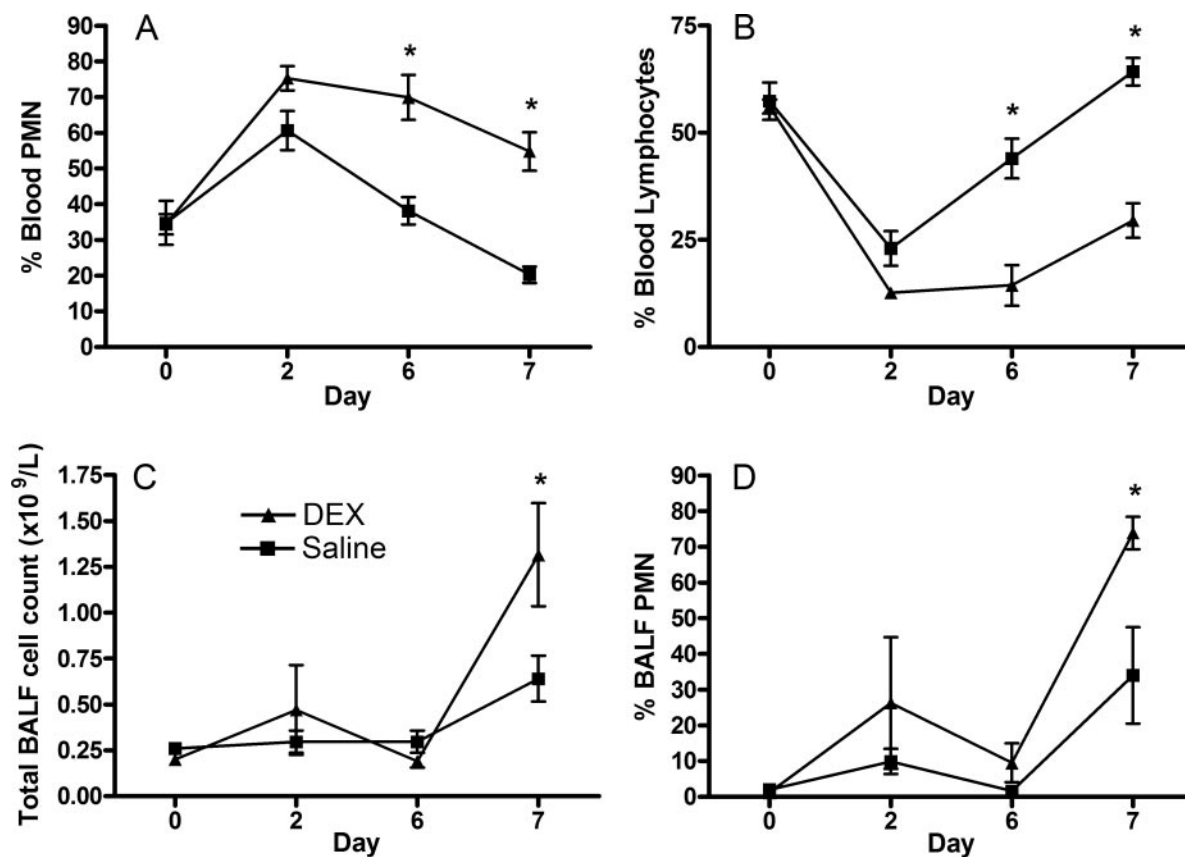 A
% Blood PMN
90
80
70
60
50
40
30
20
10
0
*
*
0 2 6 7
Day
B
% Blood Lymphocytes
75
50
25
0
*
*
0 2 6 7
Day
C
Total BALF cell count (x10⁹/L)
1.75
1.50
1.25
1.00
0.75
0.50
0.25
0.00
DEX
Saline
*
0 2 6 7
Day
D
% BALF PMN
90
80
70
60
50
40
30
20
10
0
*
0 2 6 7
Day